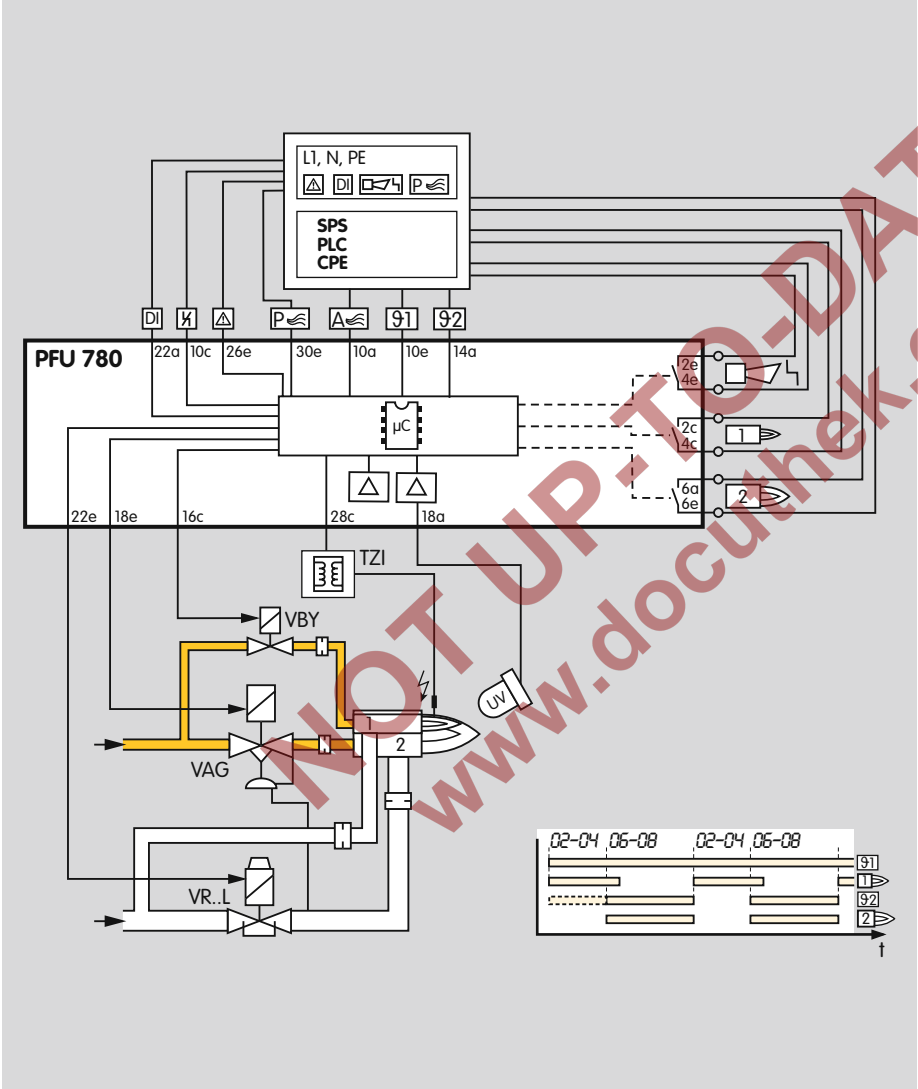 L1, N, PE
DI
P
SPS
PLC
CPE
DI
P
A
ϑ1
ϑ2
PFU 780
22a
10c
26e
30e
10a
10e
14a
2e
4e
µC
2c
4c
1
6a
6e
2
22e
18e
16c
28c
18a
TZI
VBY
UV
1
2
VAG
VR..L
02-04 06-08 02-04 06-08
ϑ1
1
ϑ2
2
t
NOT UP-TO-DAT
www.docuthek.c